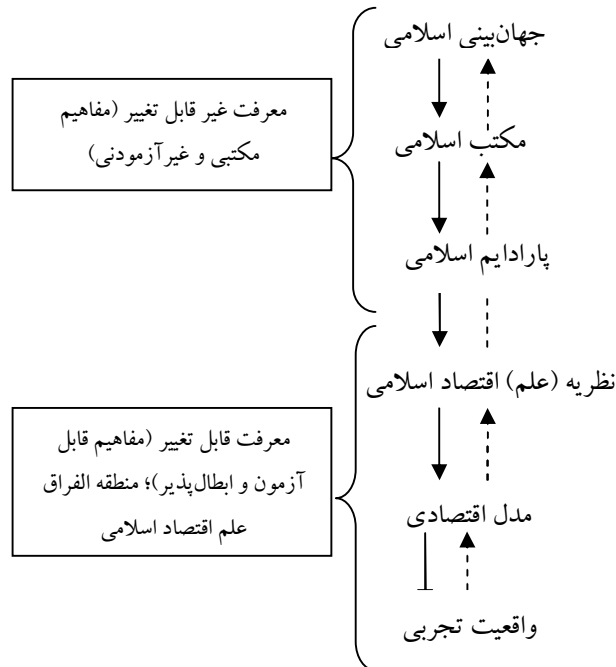 جهان‌بینی اسلامی
معرفت غیر قابل تغییر (مفاهیم
مکتبی و غیرآزمودنی)
مکتب اسلامی
پارادایم اسلامی
نظریه (علم) اقتصاد اسلامی
معرفت قابل تغییر (مفاهیم قابل
آزمون و ابطال‌پذیر)؛ منطقه الفراق
علم اقتصاد اسلامی
مدل اقتصادی
واقعیت تجربی